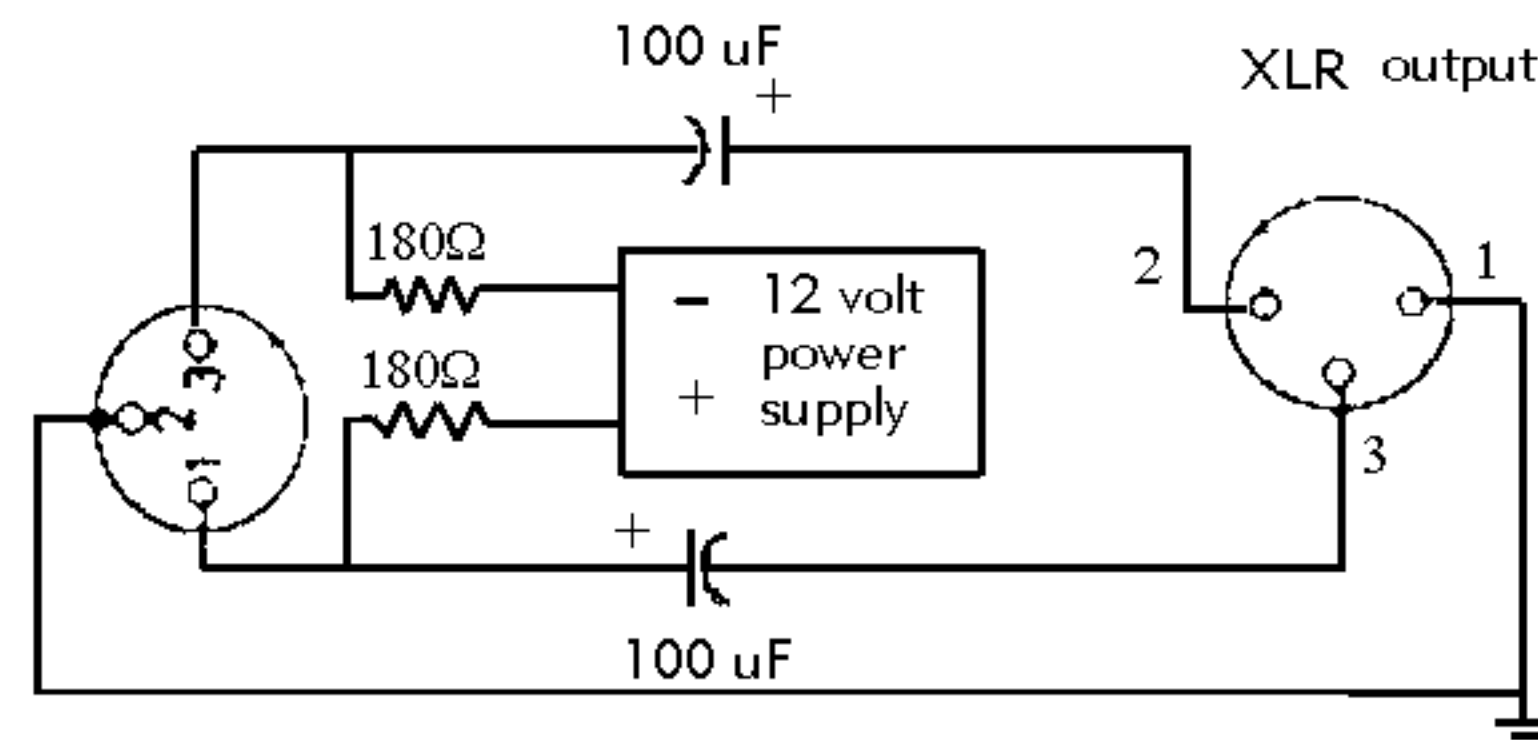 100 uF
+
XLR output
180Ω
2
1
− 12 volt
power
+ supply
180Ω
3
2
1
3
+
100 uF